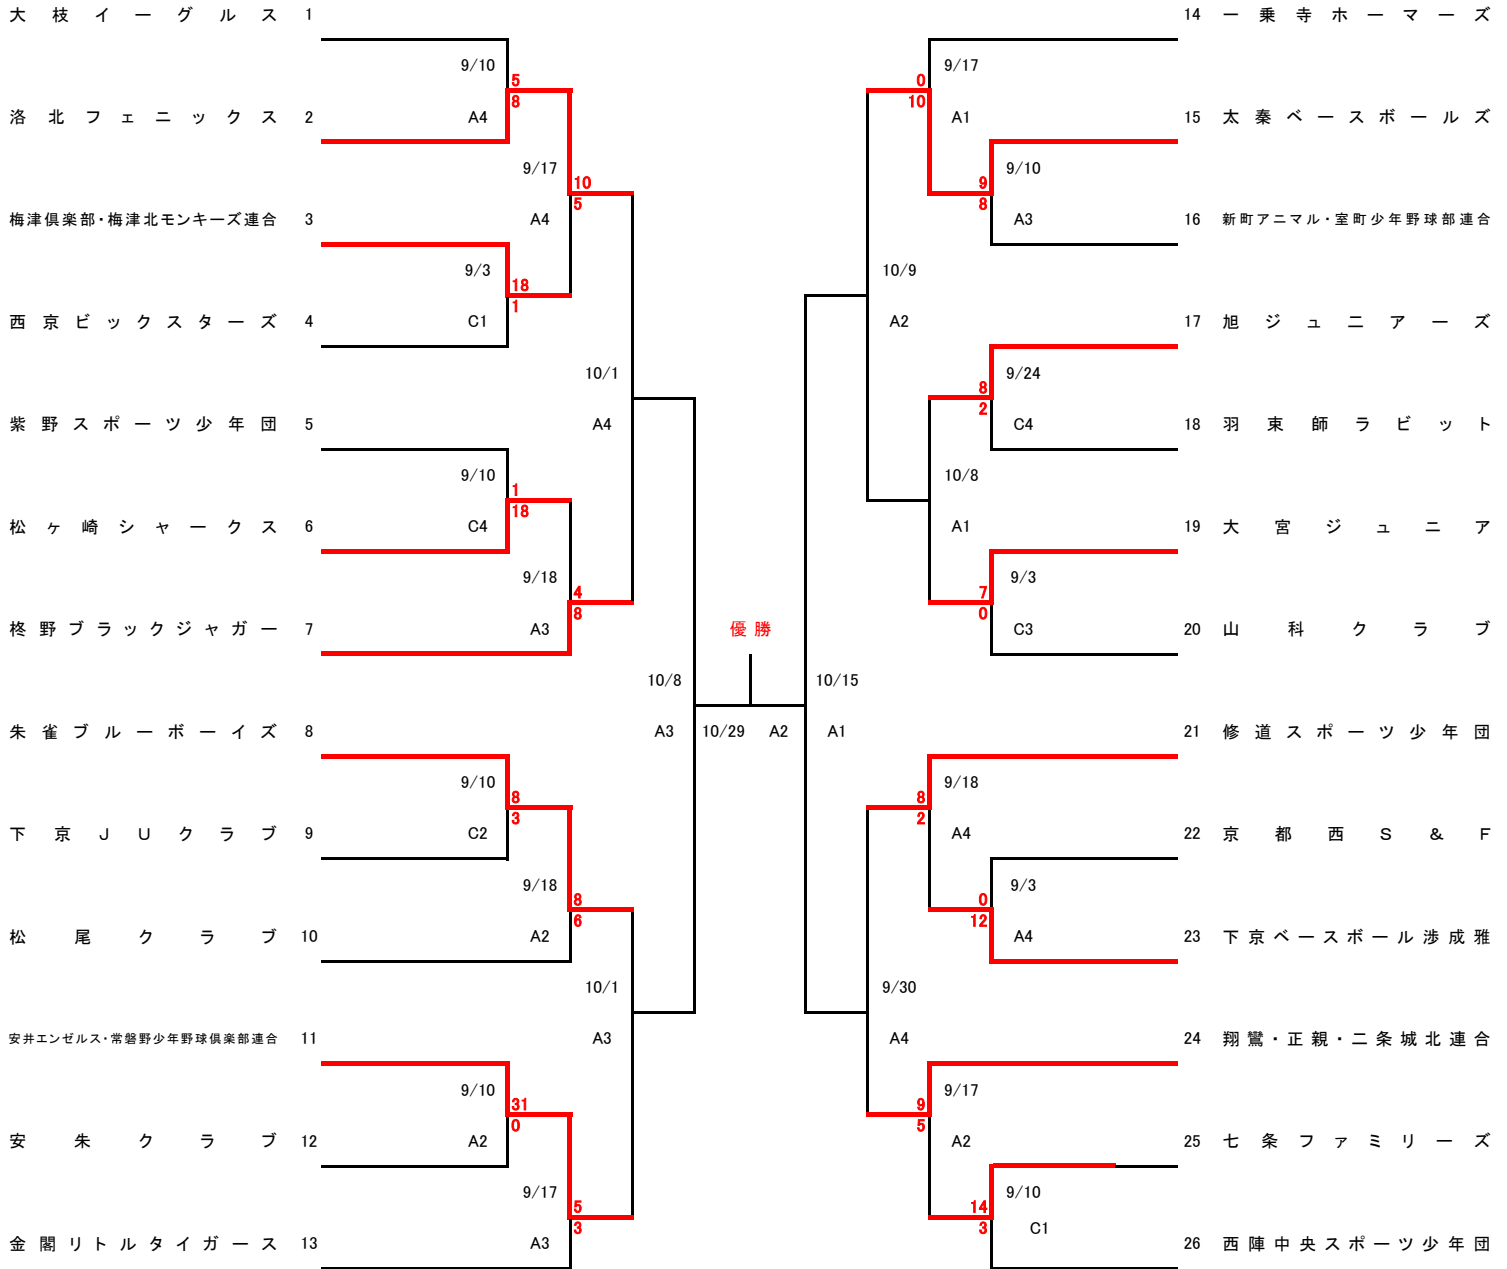 大枝イーグルス 1
14 一乗寺ホーマーズ
9/10
9/17
5
0
8
10
洛北フェニックス 2
A4
A1
15 太秦ベースボールズ
9/17
9/10
10
9
5
8
梅津倶楽部・梅津北モンキーズ連合 3
A4
A3
16 新町アニマル・室町少年野球部連合
9/3
10/9
18
1
西京ビックスターズ 4
C1
A2
17 旭ジュニアーズ
10/1
9/24
8
2
紫野スポーツ少年団 5
A4
C4
18 羽束師ラビット
9/10
10/8
1
18
松ヶ崎シャークス 6
C4
A1
19 大宮ジュニア
9/18
9/3
4
7
8
0
柊野ブラックジャガー 7
A3
優勝
C3
20 山科クラブ
10/8
10/15
朱雀ブルーボーイズ 8
A3
10/29
A2
A1
21 修道スポーツ少年団
9/10
9/18
8
8
3
2
下京JUクラブ 9
C2
A4
22 京都西S&F
9/18
9/3
8
0
6
12
松尾クラブ 10
A2
A4
23 下京ベースボール渉成雅
10/1
9/30
安井エンゼルス・常磐野少年野球倶楽部連合 11
A3
A4
24 翔鸞・正親・二条城北連合
9/10
9/17
31
9
0
5
安朱クラブ 12
A2
A2
25 七条ファミリーズ
9/17
9/10
5
14
3
3
C1
金閣リトルタイガース 13
A3
26 西陣中央スポーツ少年団